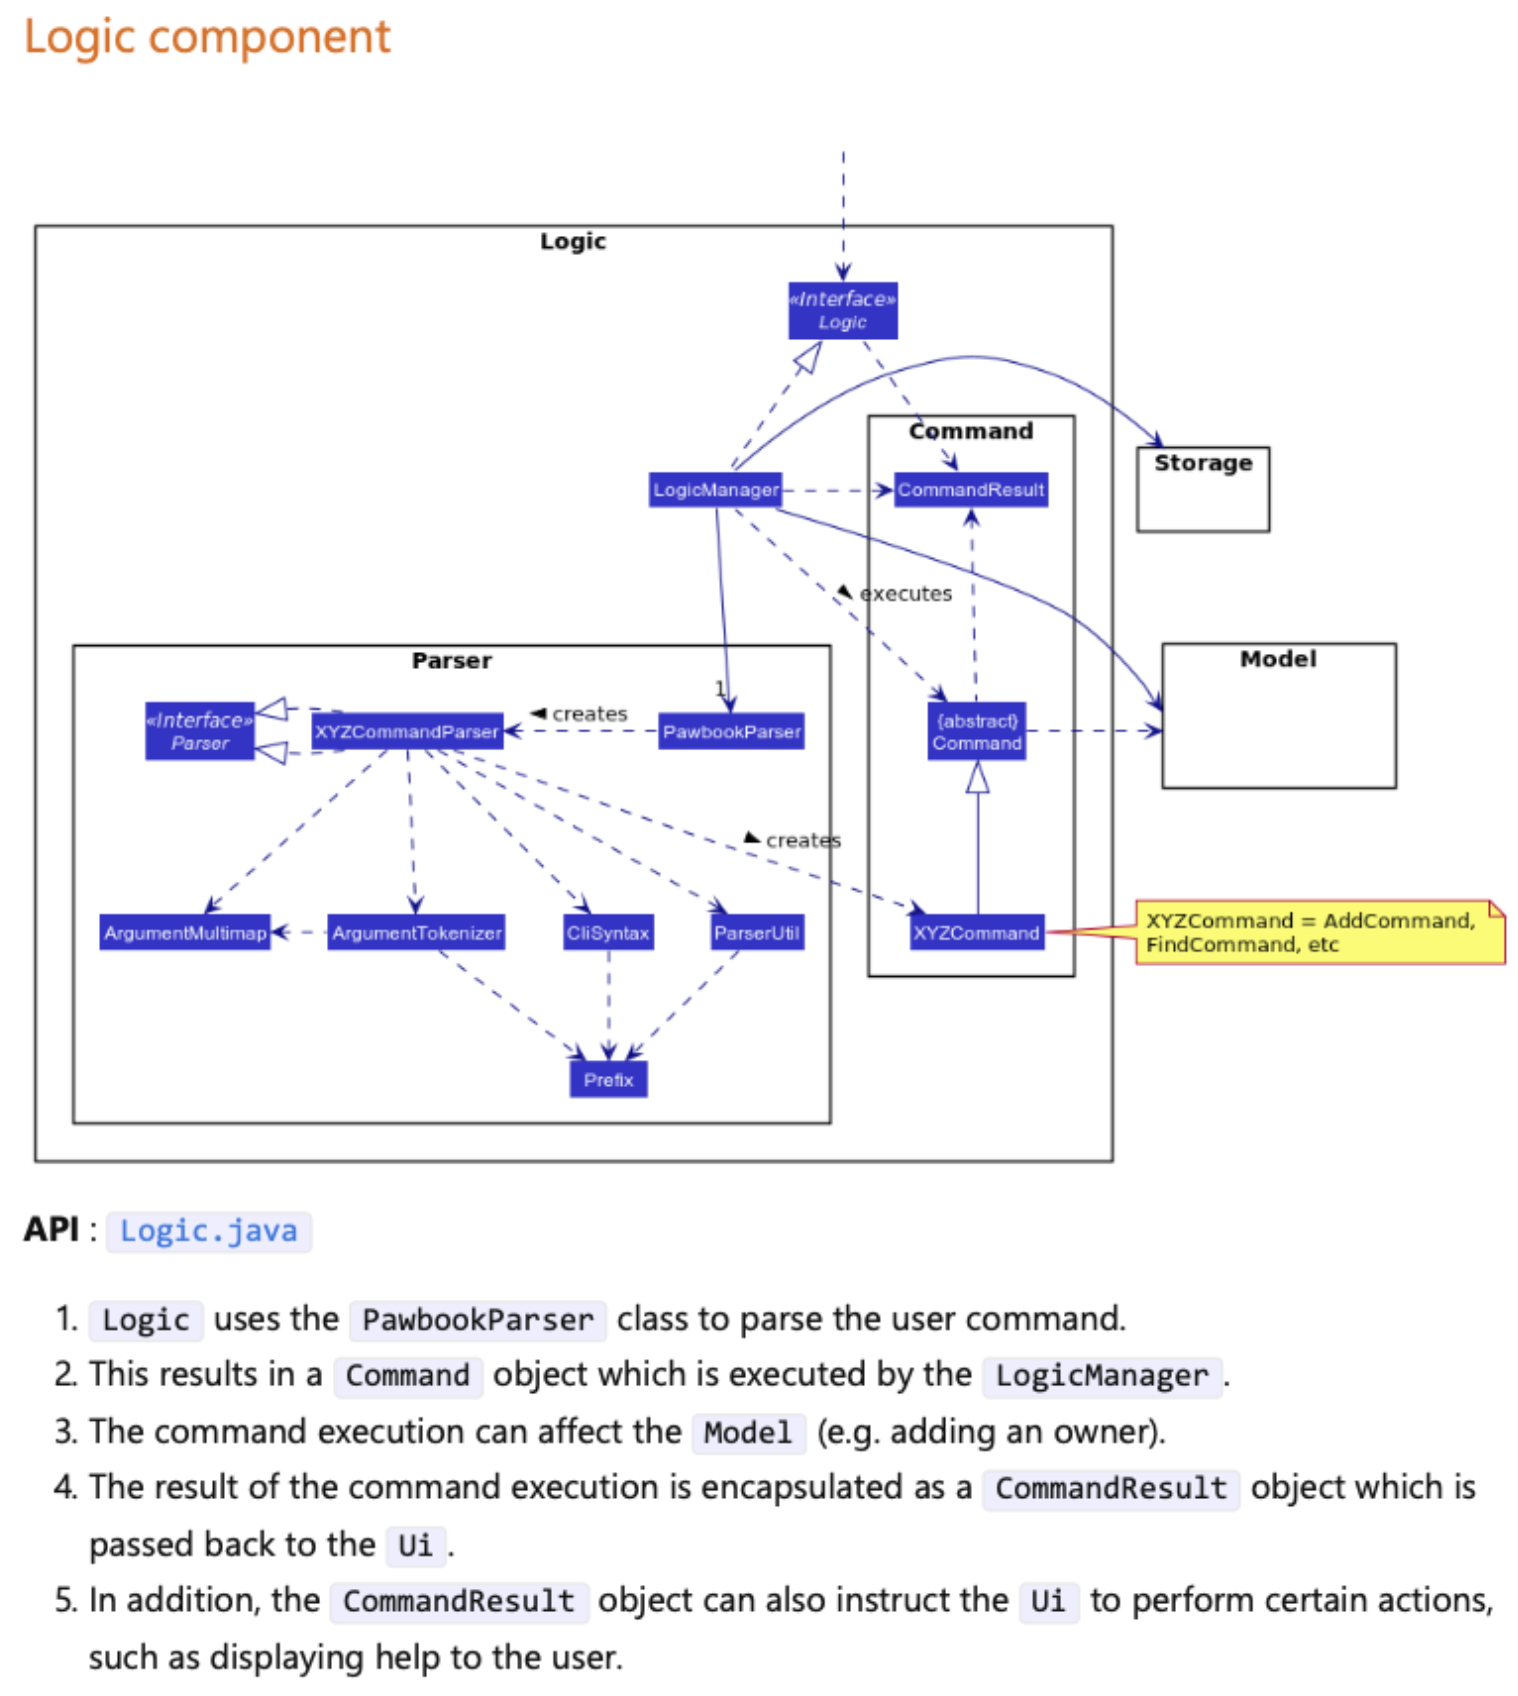 Logic component
Logic
«Interface»
Logic
Command
Storage
LogicManager
CommandResult
executes
Parser
Model
1
«Interface»
Parser
XYZCommandParser
creates
PawbookParser
{abstract}
Command
creates
ArgumentMultimap
ArgumentTokenizer
CliSyntax
ParserUtil
XYZCommand
XYZCommand = AddCommand,
FindCommand, etc
Prefix
API : Logic.java
1. Logic uses the PawbookParser class to parse the user command.
2. This results in a Command object which is executed by the LogicManager.
3. The command execution can affect the Model (e.g. adding an owner).
4. The result of the command execution is encapsulated as a CommandResult object which is
passed back to the Ui.
5. In addition, the CommandResult object can also instruct the Ui to perform certain actions,
such as displaying help to the user.